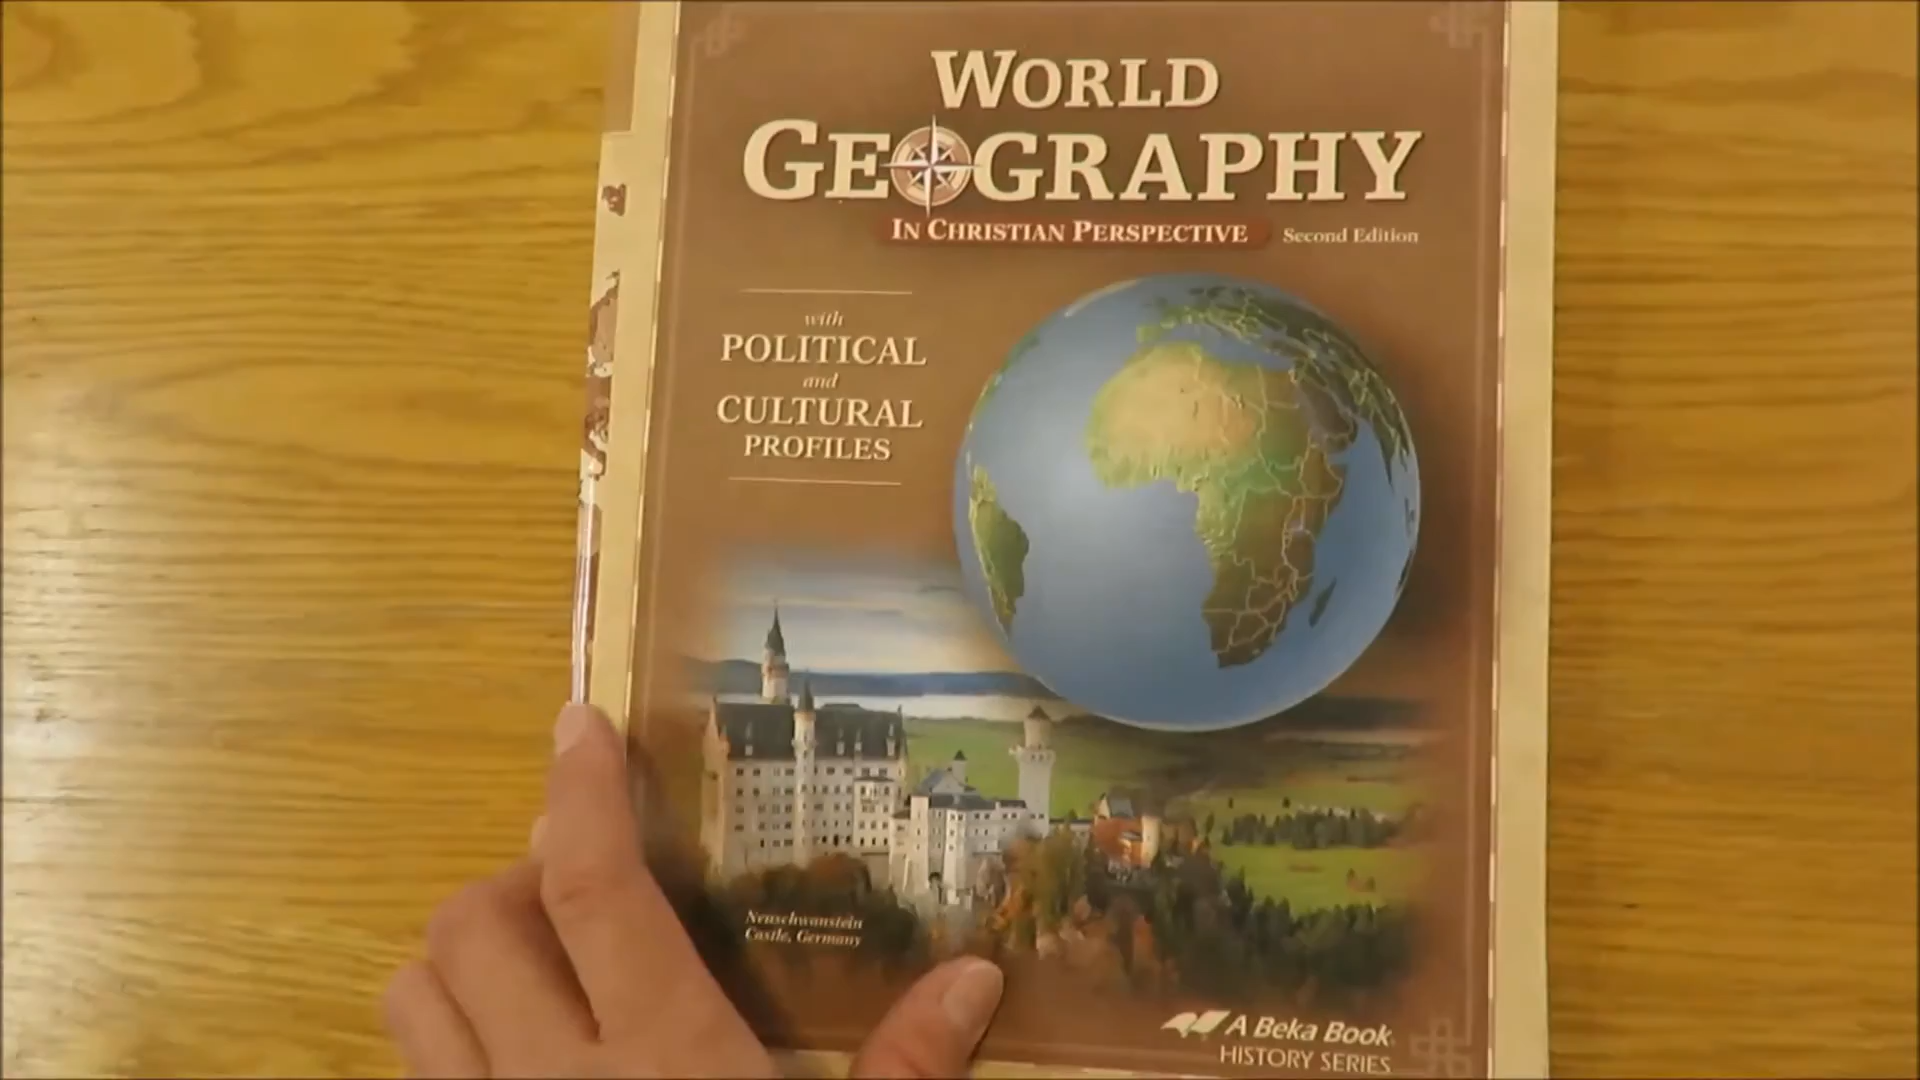 WORLD
GEOGRAPHY
IN CHRISTIAN PERSPECTIVE Second Edition
with
POLITICAL
and
CULTURAL
PROFILES
Neuschwanstein
Castle, Germany
A Beka Book
HISTORY SERIES